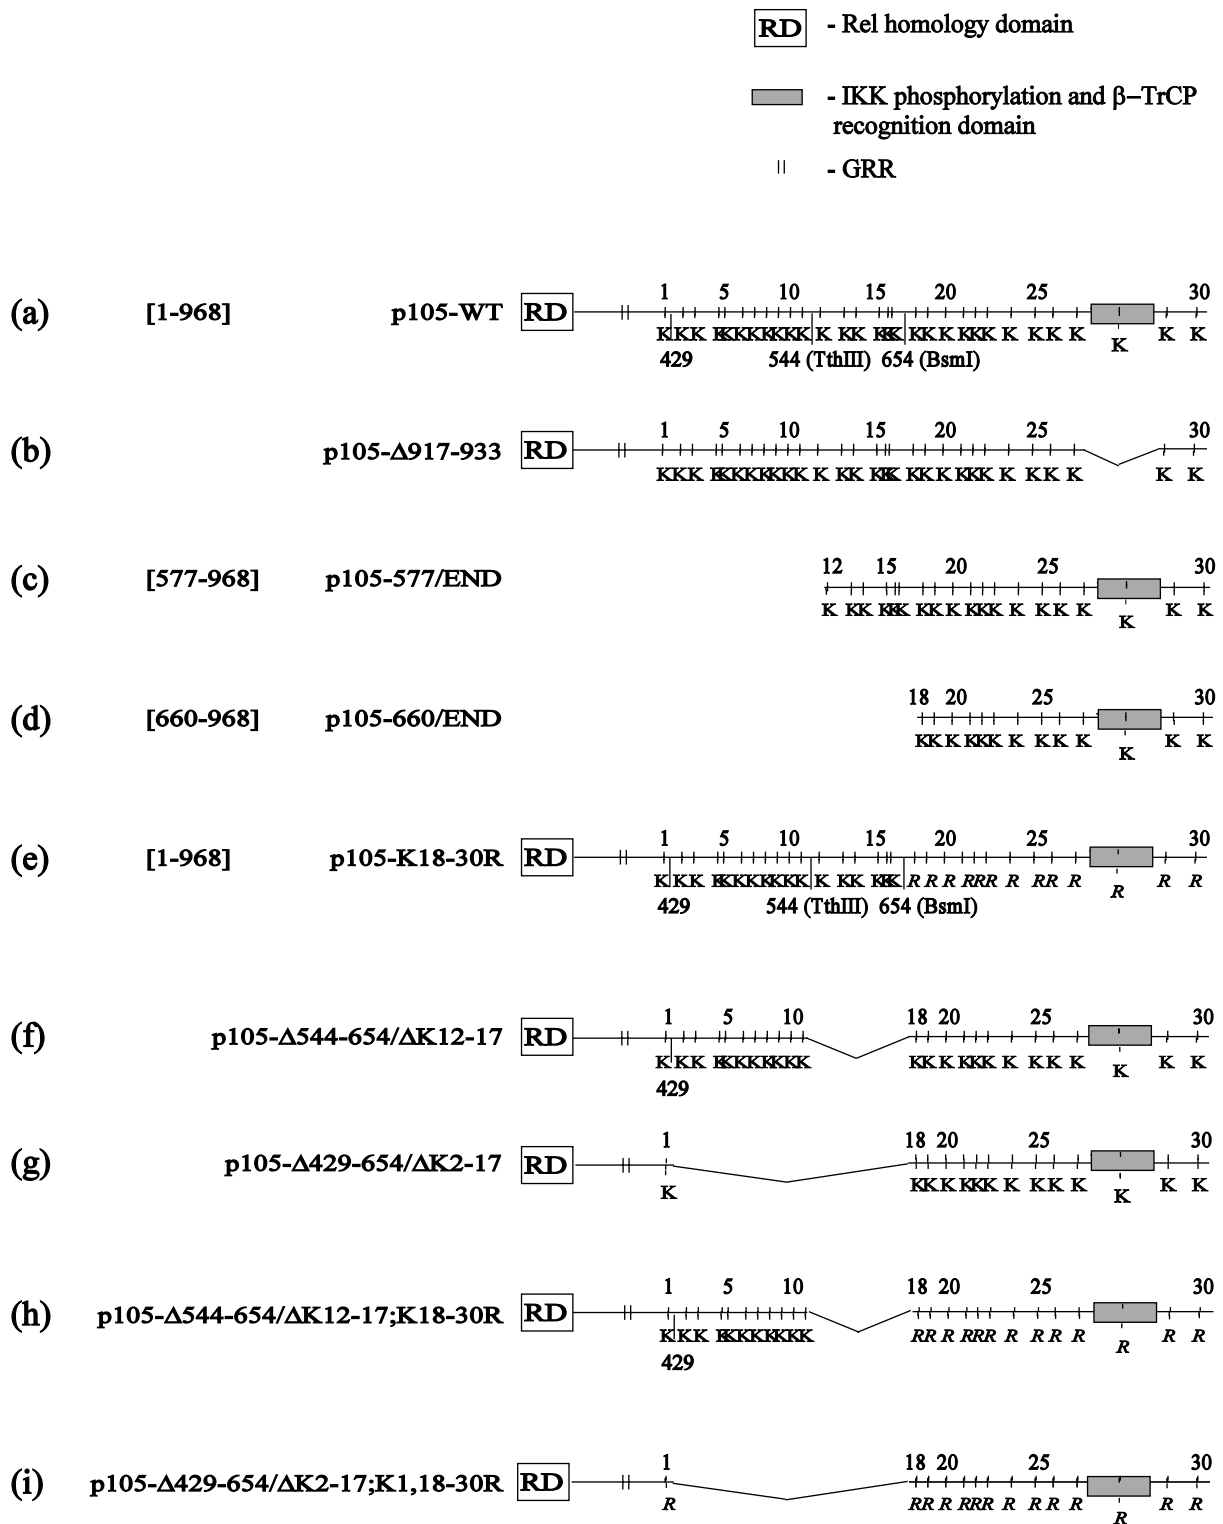 RD - Rel homology domain
- IKK phosphorylation and β–TrCP
recognition domain
- GRR
(a) [1-968] p105-WT RD
1 5 10 15 20 25 30
K K K K K K K K K K K K K K K K K K K K K K K K K K K K K K
429 544 (TthIII) 654 (BsmI)
(b) p105-Δ917-933 RD
1 5 10 15 20 25 30
K K K K K K K K K K K K K K K K K K K K K K K K K K K K K
(c) [577-968] p105-577/END
12 15 20 25 30
K K K K K K K K K K K K K K K K K K K
(d) [660-968] p105-660/END
18 20 25 30
K K K K K K K K K K K K K
(e) [1-968] p105-K18-30R RD
1 5 10 15 20 25 30
K K K K K K K K K K K K K K K K K R R R R R R R R R R R R R
429 544 (TthIII) 654 (BsmI)
(f) p105-Δ544-654/ΔK12-17 RD
1 5 10 18 20 25 30
K K K K K K K K K K K K K K K K K K K K K K K K
429
(g) p105-Δ429-654/ΔK2-17 RD
1 18 20 25 30
K K K K K K K K K K K K K K
(h) p105-Δ544-654/ΔK12-17;K18-30R RD
1 5 10 18 20 25 30
K K K K K K K K K K K R R R R R R R R R R R R R
429
(i) p105-Δ429-654/ΔK2-17;K1,18-30R RD
1 18 20 25 30
R R R R R R R R R R R R R R